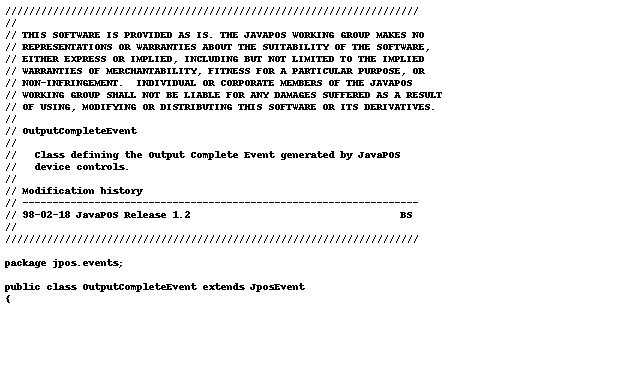 /////////////////////////////////////////////////////////////////////
//
// THIS SOFTWARE IS PROVIDED AS IS. THE JAVAPOS WORKING GROUP MAKES NO
// REPRESENTATIONS OR WARRANTIES ABOUT THE SUITABILITY OF THE SOFTWARE,
// EITHER EXPRESS OR IMPLIED, INCLUDING BUT NOT LIMITED TO THE IMPLIED
// WARRANTIES OF MERCHANTABILITY, FITNESS FOR A PARTICULAR PURPOSE, OR
// NON-INFRINGEMENT.  INDIVIDUAL OR CORPORATE MEMBERS OF THE JAVAPOS
// WORKING GROUP SHALL NOT BE LIABLE FOR ANY DAMAGES SUFFERED AS A RESULT
// OF USING, MODIFYING OR DISTRIBUTING THIS SOFTWARE OR ITS DERIVATIVES.
//
// OutputCompleteEvent
//
//   Class defining the Output Complete Event generated by JavaPOS
//   device controls.
//
// Modification history
// ------------------------------------------------------------------
// 98-02-18 JavaPOS Release 1.2                                   BS
//
/////////////////////////////////////////////////////////////////////

package jpos.events;

public class OutputCompleteEvent extends JposEvent
{